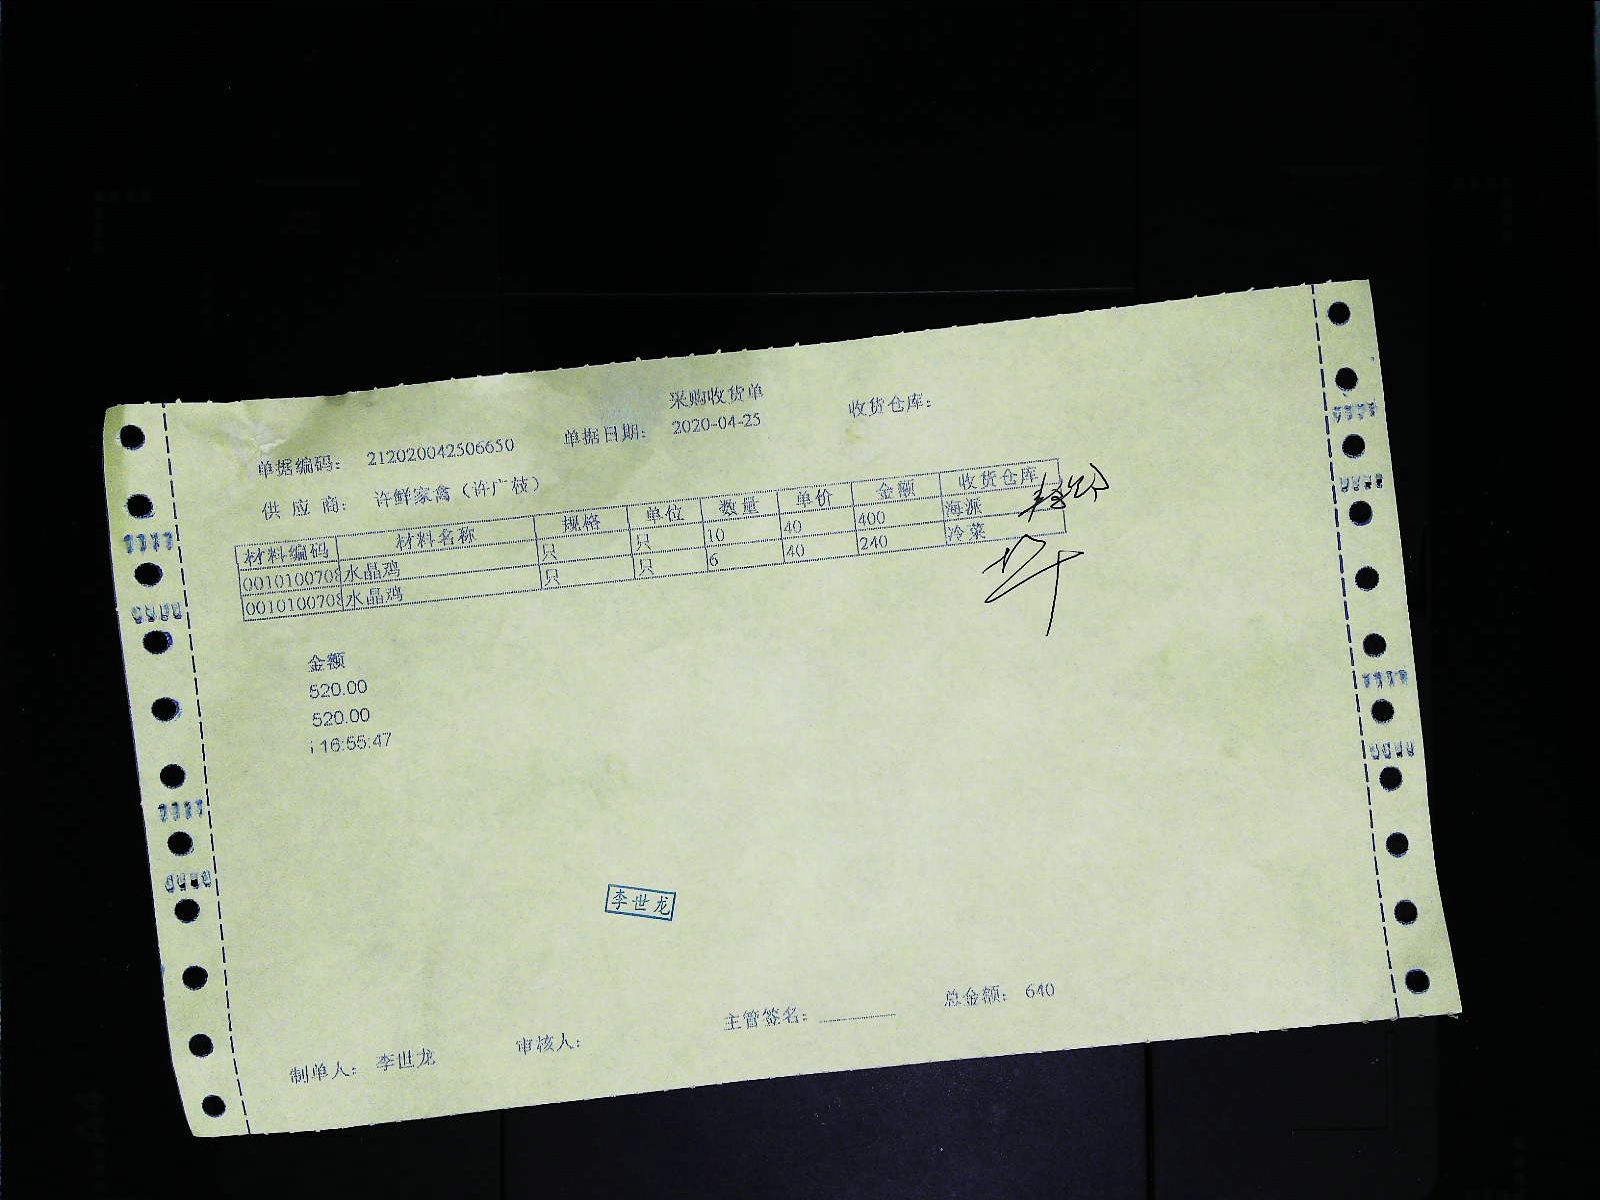 采购收货单
单据编码: 212020042506650 单据日期: 2020-04-25 收货仓库:
供 应 商: 许鲜家禽（许广枝）
材料编码 材料名称 规格 单位 数量 单价 金额 收货仓库
0010100708 水晶鸡 只 只 10 40 400 海派
0010100708 水晶鸡 只 只 6 40 240 冷菜
金额
520.00
520.00
16:55:47
李世龙
制单人: 李世龙 审核人: 主管签名: 总金额: 640